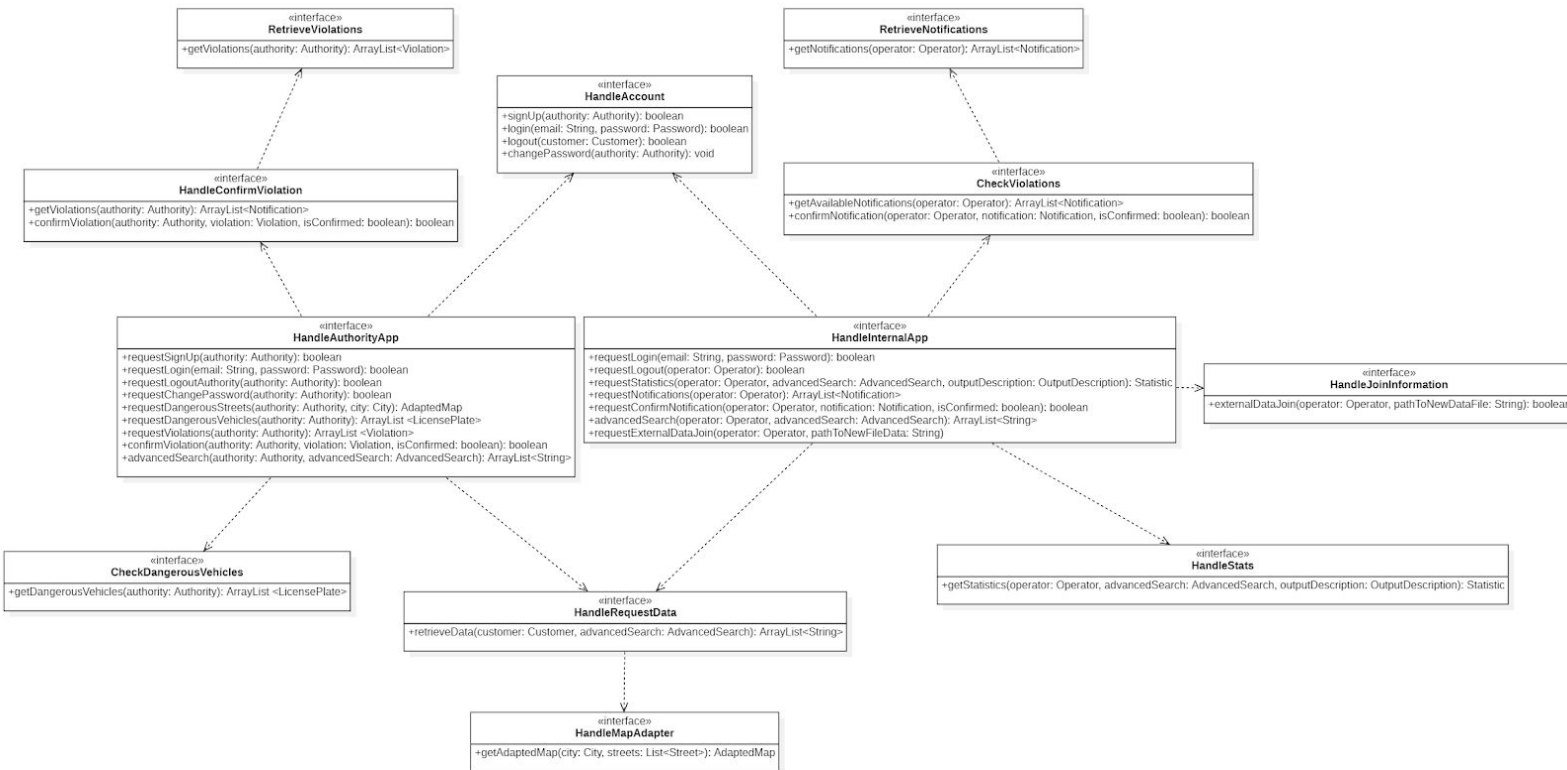 «interface»
RetrieveViolations
+getViolations(authority: Authority): ArrayList<Violation>
«interface»
RetrieveNotifications
+getNotifications(operator: Operator): ArrayList<Notification>
«interface»
HandleAccount
+signUp(authority: Authority): boolean
+login(email: String, password: Password): boolean
+logout(customer: Customer): boolean
+changePassword(authority: Authority): void
«interface»
HandleConfirmViolation
+getViolations(authority: Authority): ArrayList<Notification>
+confirmViolation(authority: Authority, violation: Violation, isConfirmed: boolean): boolean
«interface»
CheckViolations
+getAvailableNotifications(operator: Operator): ArrayList<Notification>
+confirmNotification(operator: Operator, notification: Notification, isConfirmed: boolean): boolean
«interface»
HandleAuthorityApp
+requestSignUp(authority: Authority): boolean
+requestLogin(email: String, password: Password): boolean
+requestLogoutAuthority(authority: Authority): boolean
+requestChangePassword(authority: Authority): boolean
+requestDangerousStreets(authority: Authority, city: City): AdaptedMap
+requestDangerousVehicles(authority: Authority): ArrayList <LicensePlate>
+requestViolations(authority: Authority): ArrayList <Violation>
+confirmViolation(authority: Authority, violation: Violation, isConfirmed: boolean): boolean
+advancedSearch(authority: Authority, advancedSearch: AdvancedSearch): ArrayList<String>
«interface»
HandleInternalApp
+requestLogin(email: String, password: Password): boolean
+requestLogout(operator: Operator): boolean
+requestStatistics(operator: Operator, advancedSearch: AdvancedSearch, outputDescription: OutputDescription): Statistic
+requestNotifications(operator: Operator): ArrayList<Notification>
+requestConfirmNotification(operator: Operator, notification: Notification, isConfirmed: boolean): boolean
+advancedSearch(operator: Operator, advancedSearch: AdvancedSearch): ArrayList<String>
+requestExternalDataJoin(operator: Operator, pathToNewFileData: String)
«interface»
HandleJoinInformation
+externalDataJoin(operator: Operator, pathToNewDataFile: String): boolean
«interface»
CheckDangerousVehicles
+getDangerousVehicles(authority: Authority): ArrayList <LicensePlate>
«interface»
HandleStats
+getStatistics(operator: Operator, advancedSearch: AdvancedSearch, outputDescription: OutputDescription): Statistic
«interface»
HandleRequestData
+retrieveData(customer: Customer, advancedSearch: AdvancedSearch): ArrayList<String>
«interface»
HandleMapAdapter
+getAdaptedMap(city: City, streets: List<Street>): AdaptedMap